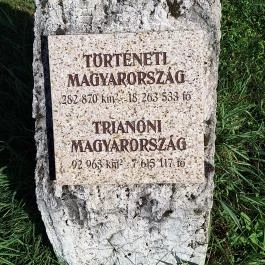 TÖRTÉNETI
MAGYARORSZÁG
282 870 km² - 18 263 533 fő
TRIANONI
MAGYARORSZÁG
92 963 km² - 7 615 117 fő